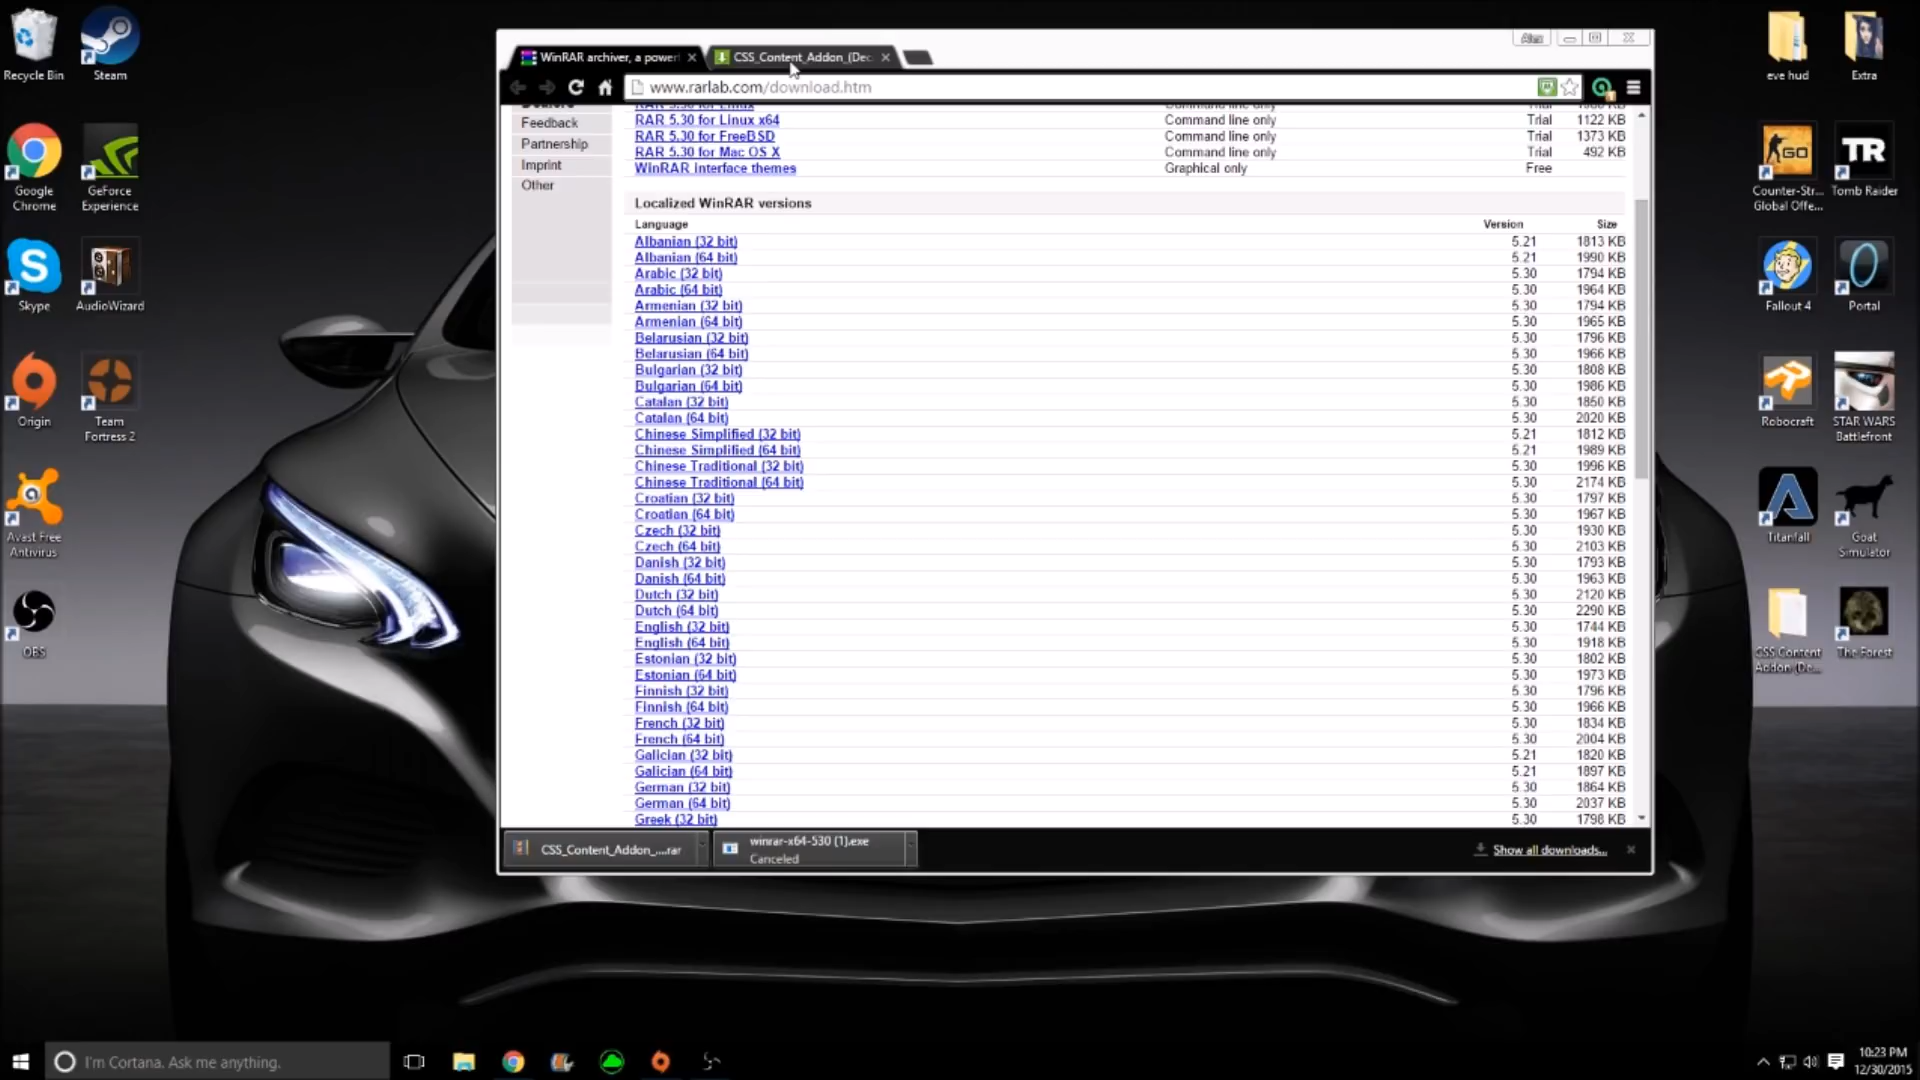 Recycle Bin
Steam
Google
Chrome
GeForce
Experience
Skype
AudioWizard
Origin
Team
Fortress 2
Avast Free
Antivirus
OBS
WinRAR archiver, a powerf
CSS_Content_Addon_(Dec
Alex
www.rarlab.com/download.htm
Feedback
Partnership
Imprint
Other
RAR 5.30 for Linux Trial
RAR 5.30 for Linux x64 Command line only Trial 1122 KB
RAR 5.30 for FreeBSD Command line only Trial 1373 KB
RAR 5.30 for Mac OS X Command line only Trial 492 KB
WinRAR interface themes Graphical only Free
Localized WinRAR versions
Language Version Size
Albanian (32 bit) 5.21 1813 KB
Albanian (64 bit) 5.21 1990 KB
Arabic (32 bit) 5.30 1794 KB
Arabic (64 bit) 5.30 1964 KB
Armenian (32 bit) 5.30 1794 KB
Armenian (64 bit) 5.30 1965 KB
Belarusian (32 bit) 5.30 1796 KB
Belarusian (64 bit) 5.30 1966 KB
Bulgarian (32 bit) 5.30 1808 KB
Bulgarian (64 bit) 5.30 1986 KB
Catalan (32 bit) 5.30 1850 KB
Catalan (64 bit) 5.30 2020 KB
Chinese Simplified (32 bit) 5.21 1812 KB
Chinese Simplified (64 bit) 5.21 1989 KB
Chinese Traditional (32 bit) 5.30 1996 KB
Chinese Traditional (64 bit) 5.30 2174 KB
Croatian (32 bit) 5.30 1797 KB
Croatian (64 bit) 5.30 1967 KB
Czech (32 bit) 5.30 1930 KB
Czech (64 bit) 5.30 2103 KB
Danish (32 bit) 5.30 1793 KB
Danish (64 bit) 5.30 1963 KB
Dutch (32 bit) 5.30 2120 KB
Dutch (64 bit) 5.30 2290 KB
English (32 bit) 5.30 1744 KB
English (64 bit) 5.30 1918 KB
Estonian (32 bit) 5.30 1802 KB
Estonian (64 bit) 5.30 1973 KB
Finnish (32 bit) 5.30 1796 KB
Finnish (64 bit) 5.30 1966 KB
French (32 bit) 5.30 1834 KB
French (64 bit) 5.30 2004 KB
Galician (32 bit) 5.21 1820 KB
Galician (64 bit) 5.21 1897 KB
German (32 bit) 5.30 1864 KB
German (64 bit) 5.30 2037 KB
Greek (32 bit) 5.30 1798 KB
CSS_Content_Addon_....rar
winrar-x64-530 (1).exe
Canceled
Show all downloads...
eve hud
Extra
GO
Counter-Str...
Global Offe...
TR
Tomb Raider
Fallout 4
Portal
Robocraft
STAR WARS
Battlefront
Titanfall
Goat
Simulator
CSS Content
Addon (De...
The Forest
I'm Cortana. Ask me anything.
10:23 PM
12/30/2015